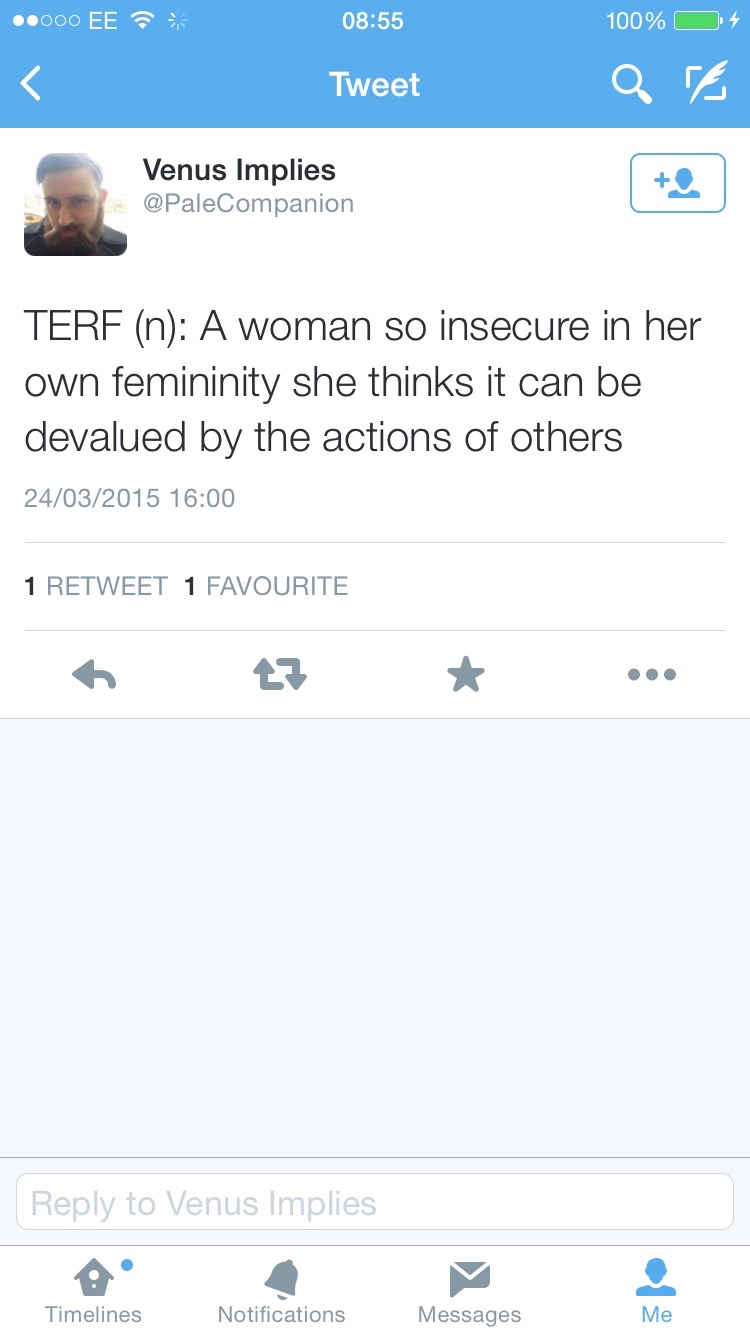 EE 08:55 100%
Tweet
Venus Implies
@PaleCompanion
TERF (n): A woman so insecure in her
own femininity she thinks it can be
devalued by the actions of others
24/03/2015 16:00
1 RETWEET 1 FAVOURITE
Reply to Venus Implies
Timelines Notifications Messages Me